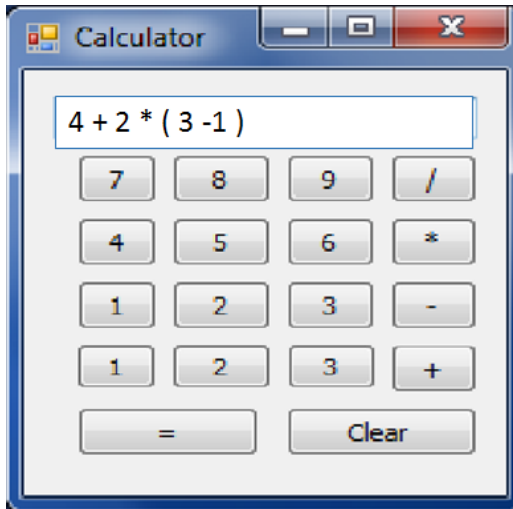 Calculator
4 + 2 * ( 3 -1 )
7 8 9 /
4 5 6 *
1 2 3 -
1 2 3 +
= Clear